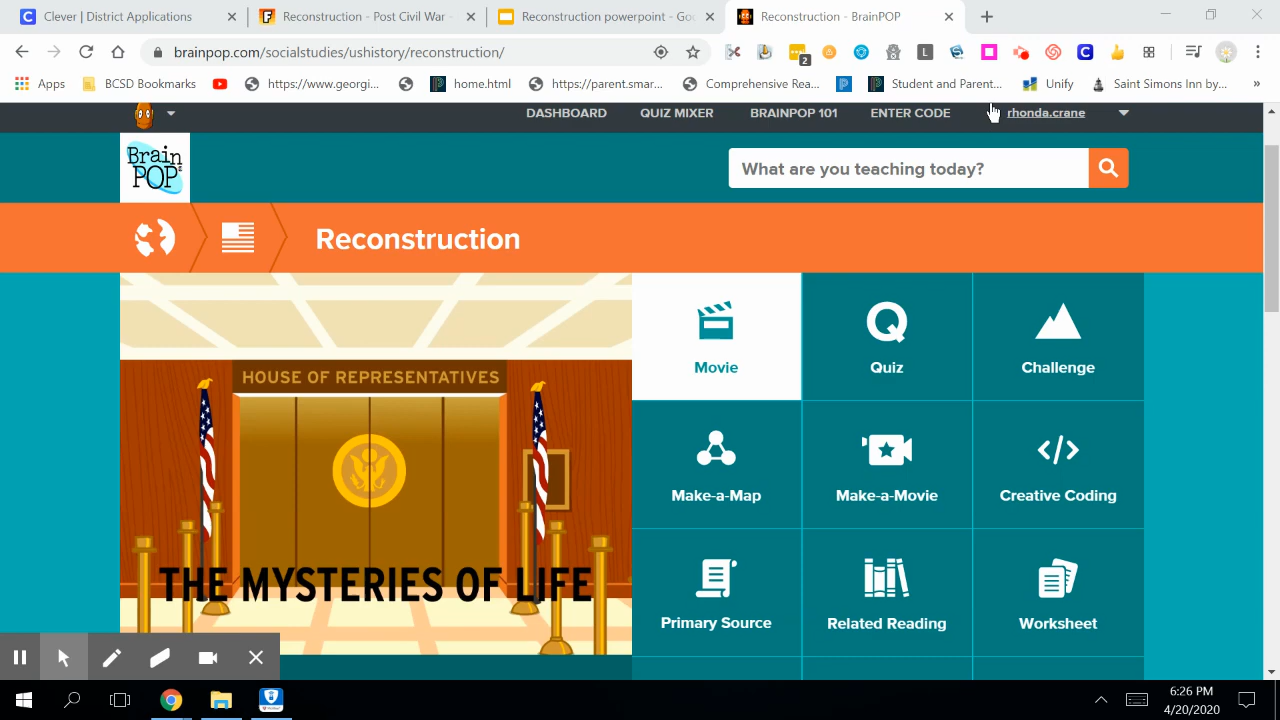 Clever | District Applications
Reconstruction - Post Civil War -
Reconstruction powerpoint - Goo
Reconstruction - BrainPOP
brainpop.com/socialstudies/ushistory/reconstruction/
2
L
C
Apps
BCSD Bookmarks
https://www.georgi...
home.html
https://parent.smar...
Comprehensive Rea...
Student and Parent...
Unify
Saint Simons Inn by...
»
DASHBOARD
QUIZ MIXER
BRAINPOP 101
ENTER CODE
rhonda.crane
Brain
POP
What are you teaching today?
Reconstruction
HOUSE OF REPRESENTATIVES
THE MYSTERIES OF LIFE
Movie
Q
Quiz
Challenge
Make-a-Map
Make-a-Movie
</>
Creative Coding
Primary Source
Related Reading
Worksheet
6:26 PM
4/20/2020